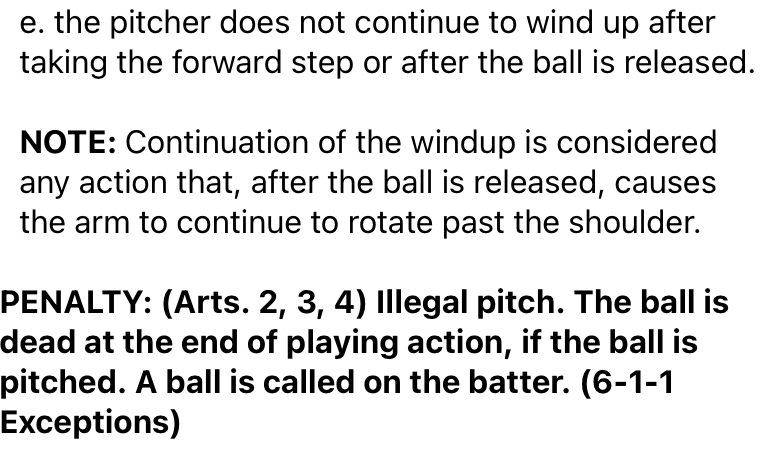 e. the pitcher does not continue to wind up after
taking the forward step or after the ball is released.
NOTE: Continuation of the windup is considered
any action that, after the ball is released, causes
the arm to continue to rotate past the shoulder.
PENALTY: (Arts. 2, 3, 4) Illegal pitch. The ball is
dead at the end of playing action, if the ball is
pitched. A ball is called on the batter. (6-1-1
Exceptions)